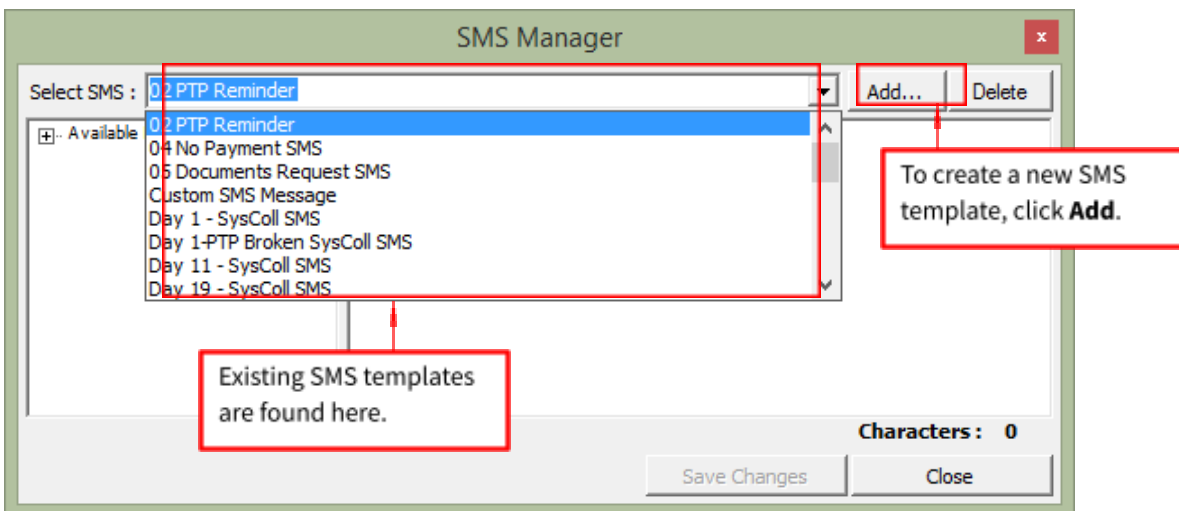 SMS Manager
x
Select SMS : 02 PTP Reminder
Add...
Delete
Available
02 PTP Reminder
04 No Payment SMS
05 Documents Request SMS
Custom SMS Message
Day 1 - SysColl SMS
Day 1-PTP Broken SysColl SMS
Day 11 - SysColl SMS
Day 19 - SysColl SMS
To create a new SMS
template, click Add.
Existing SMS templates
are found here.
Characters : 0
Save Changes
Close